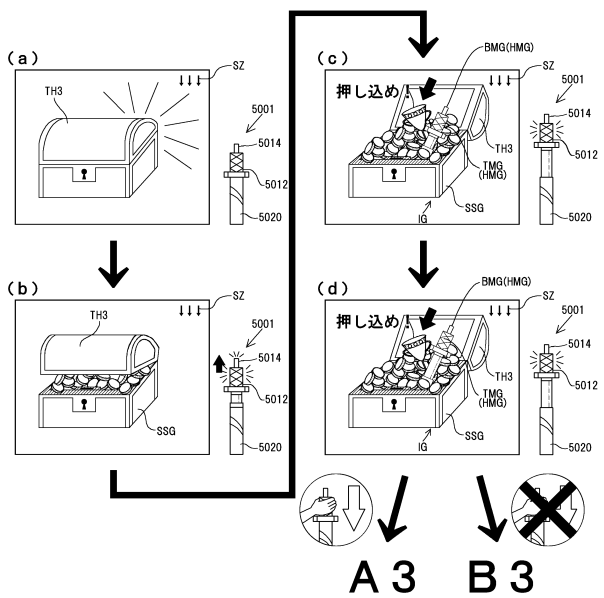 (a)
SZ
TH3
5001
5014
5012
5020
(b)
SZ
TH3
5001
5014
5012
SSG
5020
(c)
BMG(HMG)
SZ
押し込め!
5001
5014
TH3
5012
TMG
(HMG)
SSG
IG
5020
(d)
BMG(HMG)
SZ
押し込め!
5001
5014
TH3
5012
TMG
(HMG)
SSG
IG
5020
A3
B3